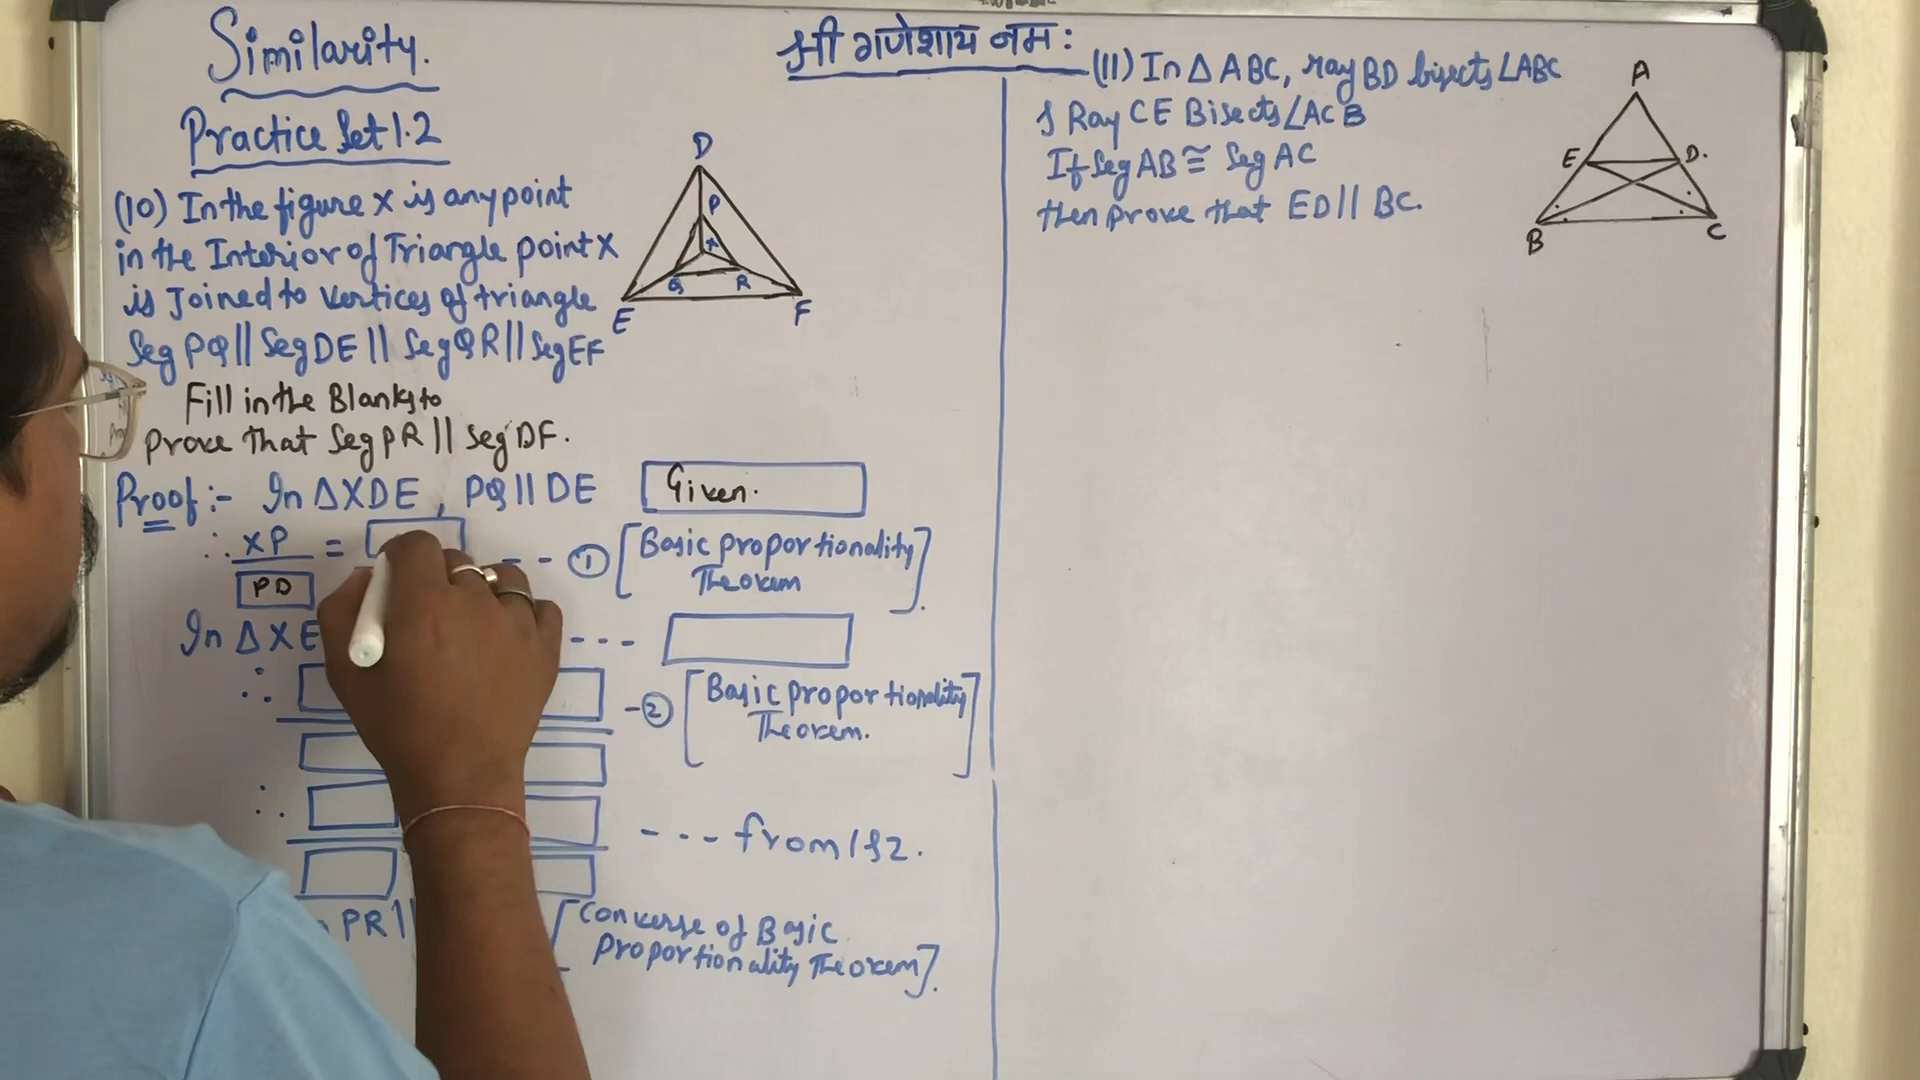 Similarity.
Practice Set 1.2
(10) In the figure X is any point
in the Interior of Triangle point X
is Joined to vertices of triangle
Seg PQ || Seg DE || Seg QR || Seg EF
Fill in the Blanks to
prove that Seg PR || seg DF.
Proof :- In Δ XDE , PQ || DE Given.
∴ XP / PD = -- ① [Basic proportionality
Theorem].
In Δ XE ---
∴ - ② [Basic proportionality
Theorem.]
∴ --- from 1 & 2.
PR || [Converse of Basic
Proportionality Theorem].
D
P
X
Q
R
E
F
श्री गणेशाय नमः
(11) In Δ ABC, ray BD bisects ∠ABC
& Ray CE Bisects ∠ACB
If Seg AB ≅ Seg AC
then prove that ED || BC.
A
E
D.
B
C